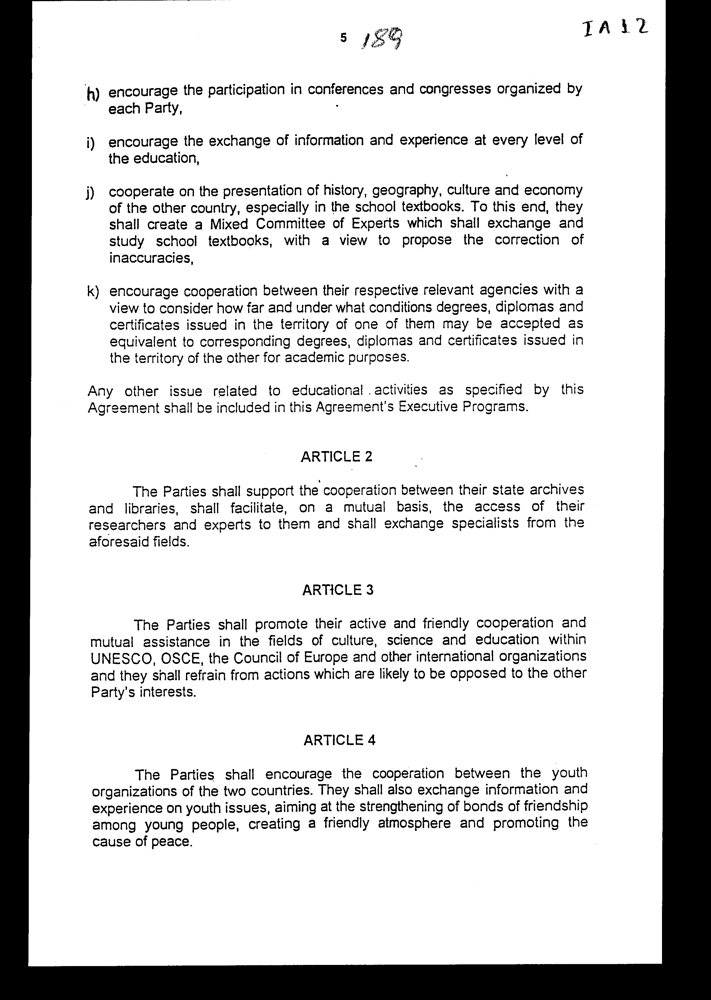 IA12
5 189
h) encourage the participation in conferences and congresses organized by
each Party,
i) encourage the exchange of information and experience at every level of
the education,
j) cooperate on the presentation of history, geography, culture and economy
of the other country, especially in the school textbooks. To this end, they
shall create a Mixed Committee of Experts which shall exchange and
study school textbooks, with a view to propose the correction of
inaccuracies,
k) encourage cooperation between their respective relevant agencies with a
view to consider how far and under what conditions degrees, diplomas and
certificates issued in the territory of one of them may be accepted as
equivalent to corresponding degrees, diplomas and certificates issued in
the territory of the other for academic purposes.
Any other issue related to educational activities as specified by this
Agreement shall be included in this Agreement's Executive Programs.
ARTICLE 2
The Parties shall support the cooperation between their state archives
and libraries, shall facilitate, on a mutual basis, the access of their
researchers and experts to them and shall exchange specialists from the
aforesaid fields.
ARTICLE 3
The Parties shall promote their active and friendly cooperation and
mutual assistance in the fields of culture, science and education within
UNESCO, OSCE, the Council of Europe and other international organizations
and they shall refrain from actions which are likely to be opposed to the other
Party's interests.
ARTICLE 4
The Parties shall encourage the cooperation between the youth
organizations of the two countries. They shall also exchange information and
experience on youth issues, aiming at the strengthening of bonds of friendship
among young people, creating a friendly atmosphere and promoting the
cause of peace.